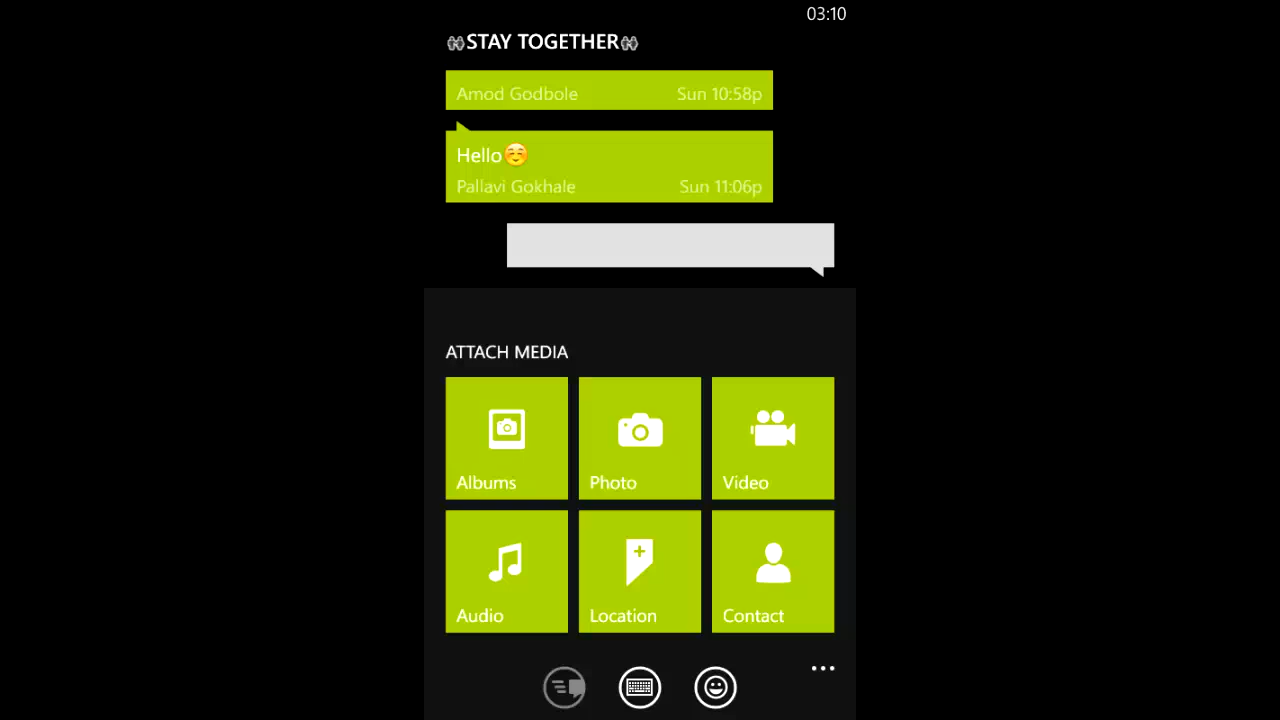 03:10
STAY TOGETHER
Amod Godbole Sun 10:58p
Hello☺️
Pallavi Gokhale Sun 11:06p
ATTACH MEDIA
Albums Photo Video
Audio Location Contact